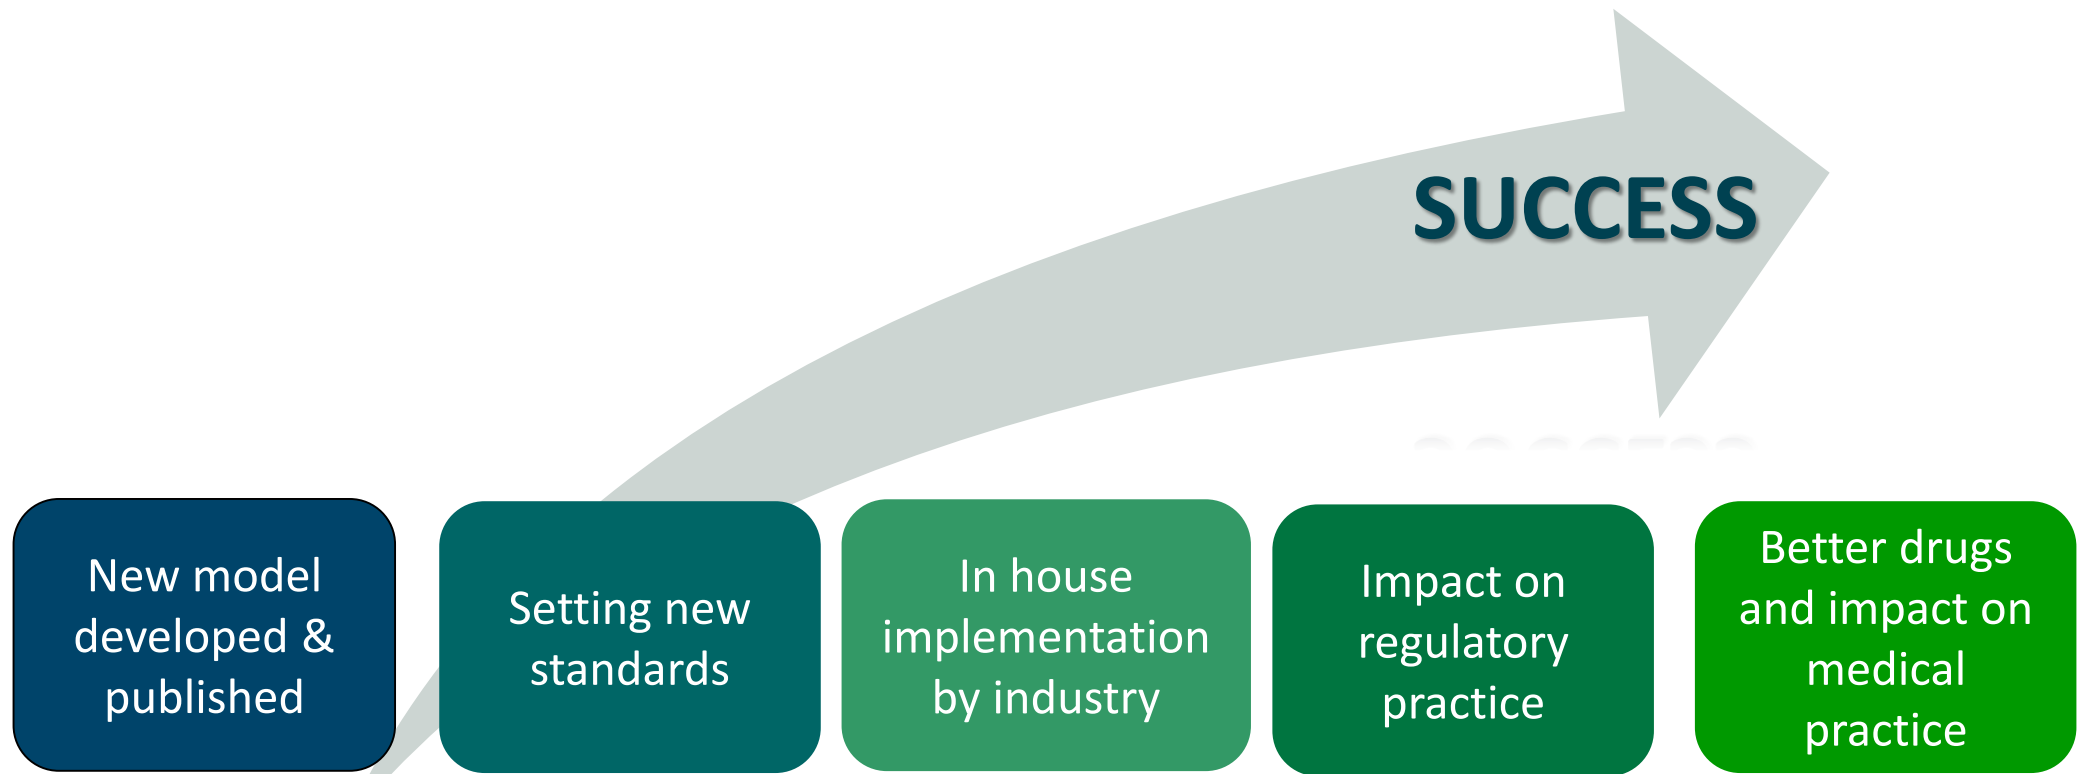 SUCCESS
New model
developed &
published
Setting new
standards
In house
implementation
by industry
Impact on
regulatory
practice
Better drugs
and impact on
medical
practice